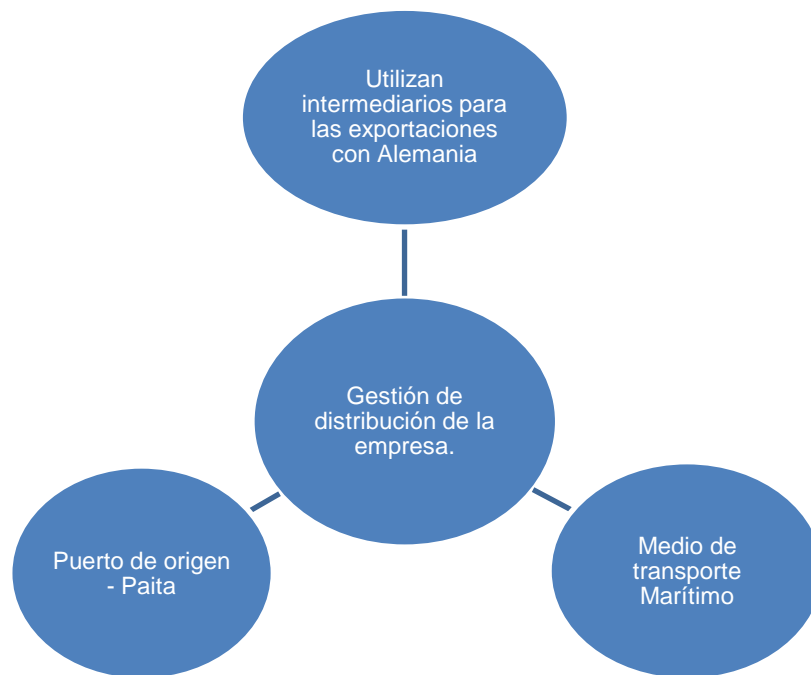 Utilizan
intermediarios para
las exportaciones
con Alemania
Gestión de
distribución de la
empresa.
Puerto de origen
- Paita
Medio de
transporte
Marítimo